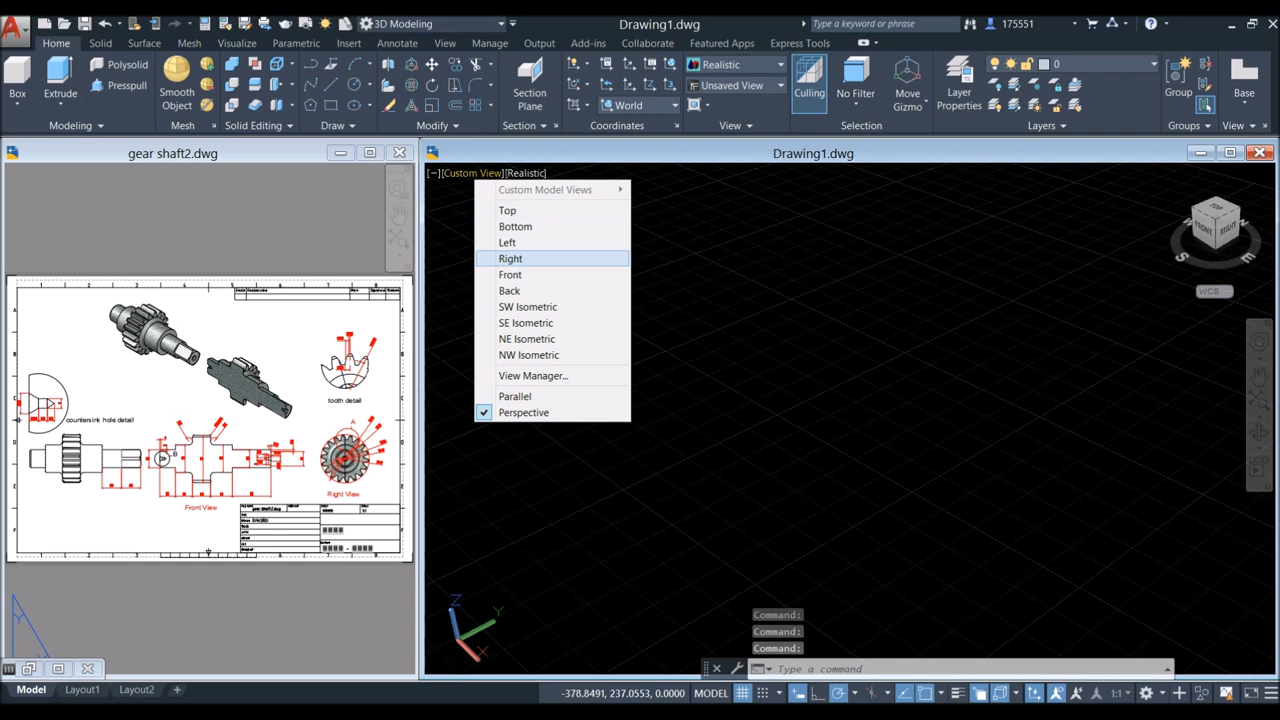 3D Modeling
Drawing1.dwg
Type a keyword or phrase
175551
Home Solid Surface Mesh Visualize Parametric Insert Annotate View Manage Output Add-ins Collaborate Featured Apps Express Tools
Box
Extrude
Polysolid
Presspull
Smooth
Object
Section
Plane
World
Realistic
Unsaved View
Culling
No Filter
Move
Gizmo
Layer
Properties
0
Group
Base
Modeling
Mesh
Solid Editing
Draw
Modify
Section
Coordinates
View
Selection
Layers
Groups
View
gear shaft2.dwg
Drawing1.dwg
[−][Custom View][Realistic]
Custom Model Views
Top
Bottom
Left
Right
Front
Back
SW Isometric
SE Isometric
NE Isometric
NW Isometric
View Manager...
Parallel
Perspective
TOP
FRONT
RIGHT
S
E
WCS
tooth detail
countersink hole detail
A
B
Front View
Right View
Z
Y
X
Y
Command:
Command:
Command:
Type a command
Model Layout1 Layout2 +
-378.8491, 237.0553, 0.0000 MODEL
1:1